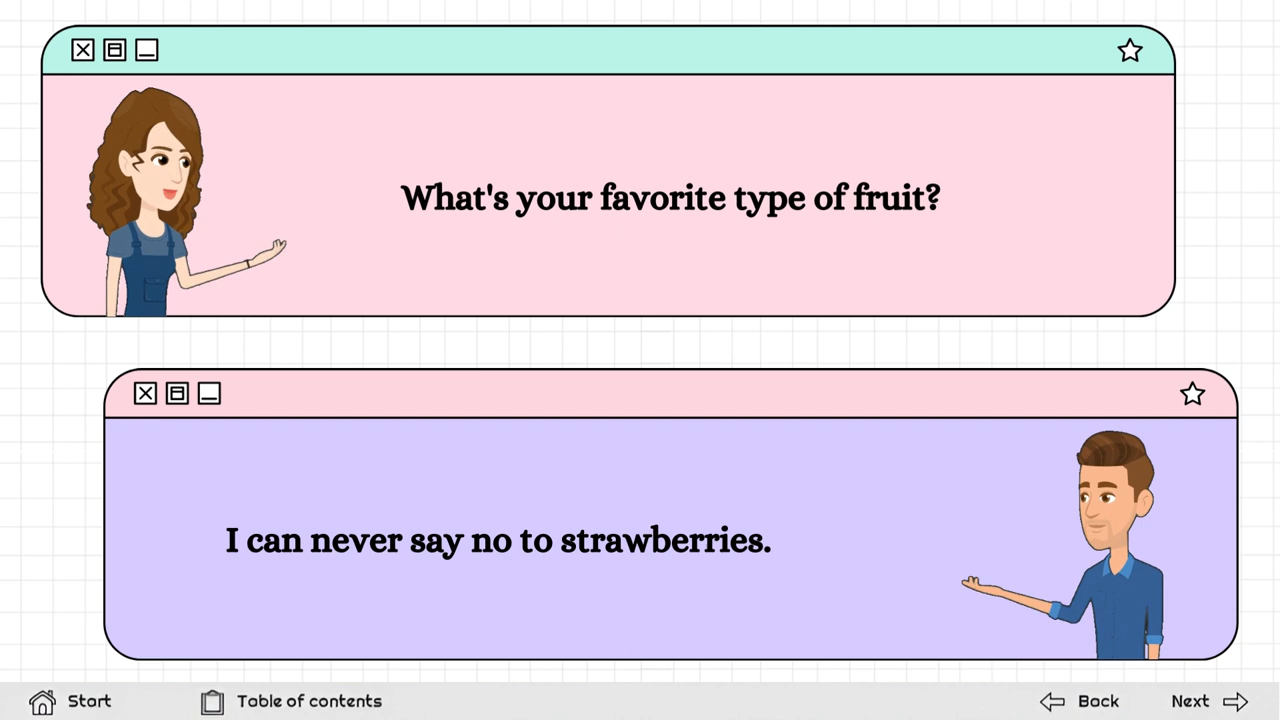 What's your favorite type of fruit?
I can never say no to strawberries.
Start
Table of contents
Back
Next